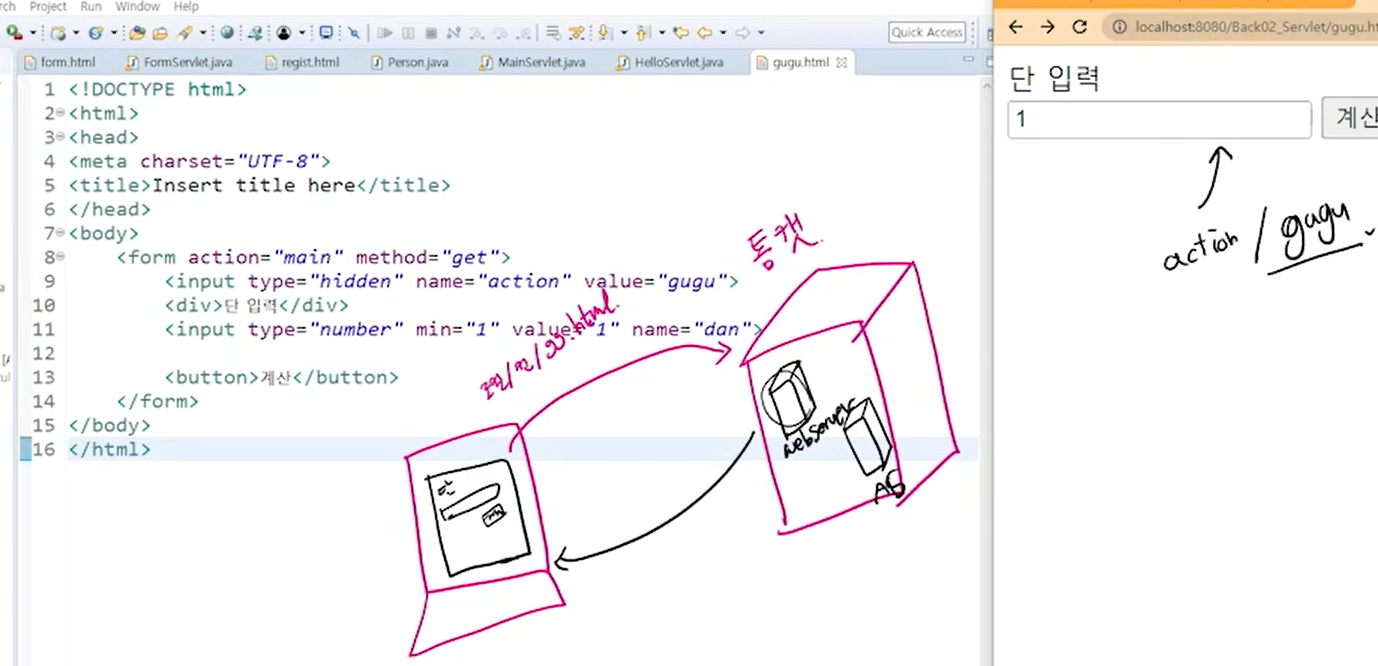 rch Project Run Window Help
Quick Access
form.html FormServlet.java regist.html Person.java MainServlet.java HelloServlet.java gugu.html
1 <!DOCTYPE html>
2 <html>
3 <head>
4 <meta charset="UTF-8">
5 <title>Insert title here</title>
6 </head>
7 <body>
8 <form action="main" method="get">
9 <input type="hidden" name="action" value="gugu">
10 <div>단 입력</div>
11 <input type="number" min="1" value="1" name="dan">
12
13 <button>계산</button>
14 </form>
15 </body>
16 </html>
톰캣
.html
webserver
AS
단
localhost:8080/Back02_Servlet/gugu.ht
단 입력
1
계산
action / gugu